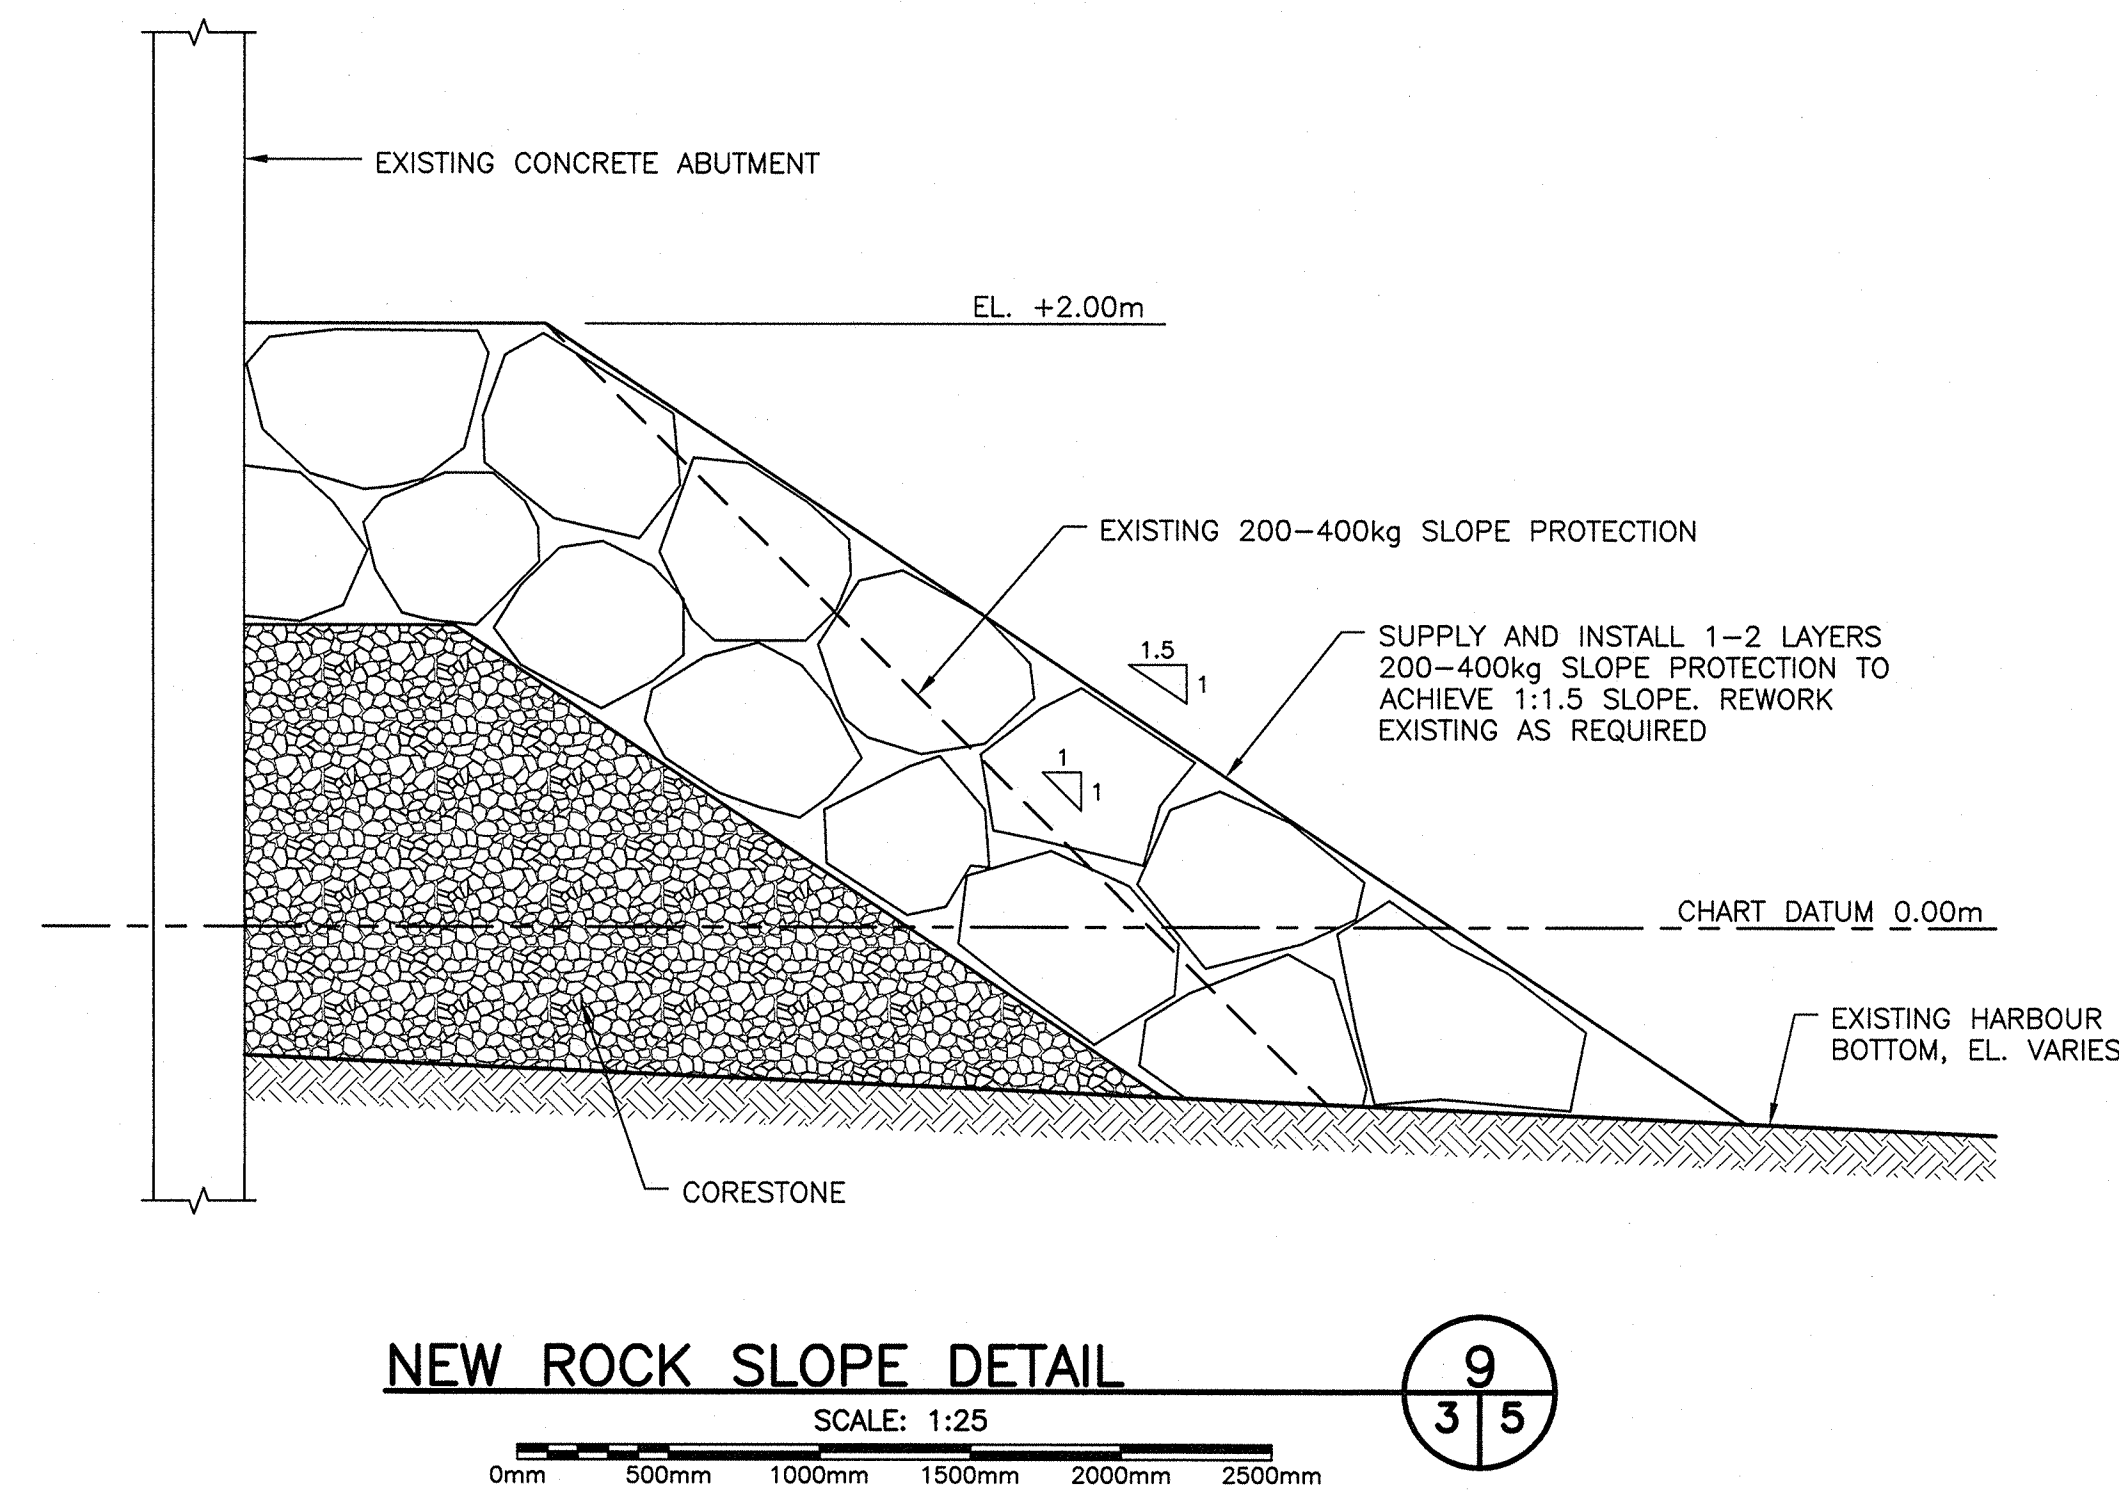 EXISTING CONCRETE ABUTMENT
EL. +2.00m
EXISTING 200-400kg SLOPE PROTECTION
SUPPLY AND INSTALL 1-2 LAYERS
200-400kg SLOPE PROTECTION TO
ACHIEVE 1:1.5 SLOPE. REWORK
EXISTING AS REQUIRED
1.5
1
1
1
CHART DATUM 0.00m
EXISTING HARBOUR
BOTTOM, EL. VARIES
CORESTONE
NEW ROCK SLOPE DETAIL
9
3 5
SCALE: 1:25
0mm 500mm 1000mm 1500mm 2000mm 2500mm